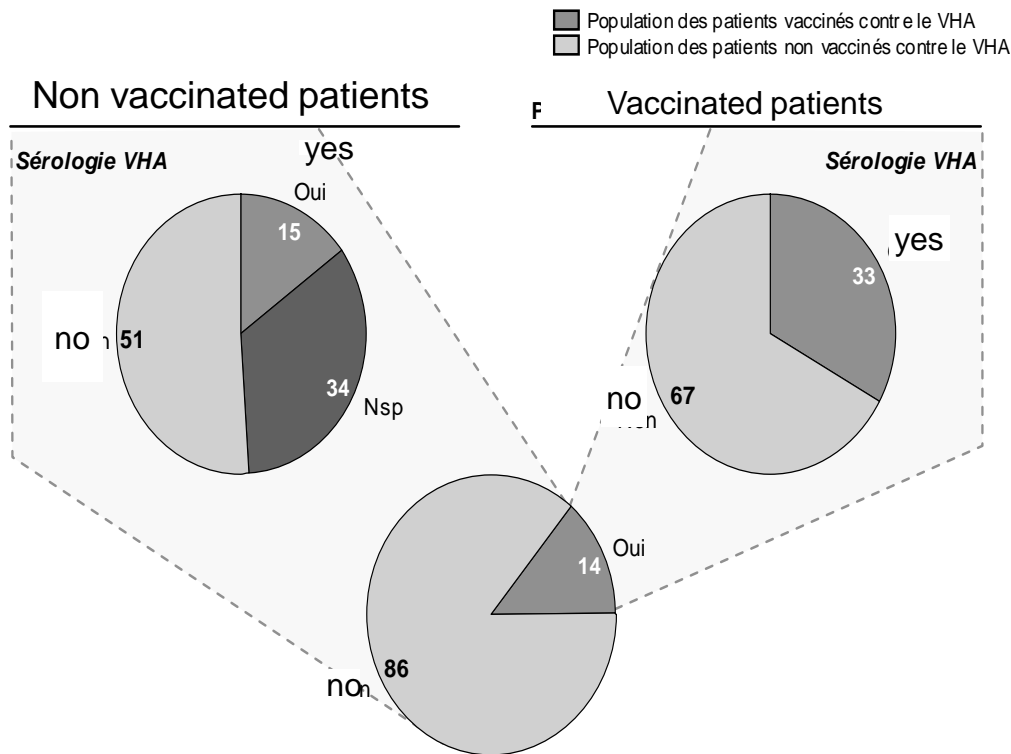 Population des patients vaccinés contre le VHA
Population des patients non vaccinés contre le VHA
Non vaccinated patients
Vaccinated patients
Sérologie VHA
yes
Oui
15
no
51
34
Nsp
Sérologie VHA
yes
33
no
67
Oui
14
86
no